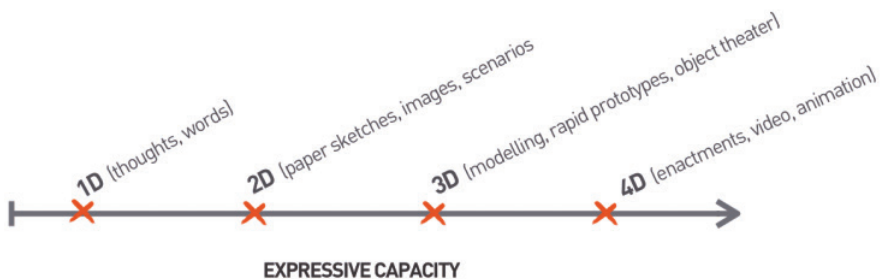 1D (thoughts, words)
2D (paper sketches, images, scenarios
3D (modelling, rapid prototypes, object theater)
4D (enactments, video, animation)
EXPRESSIVE CAPACITY